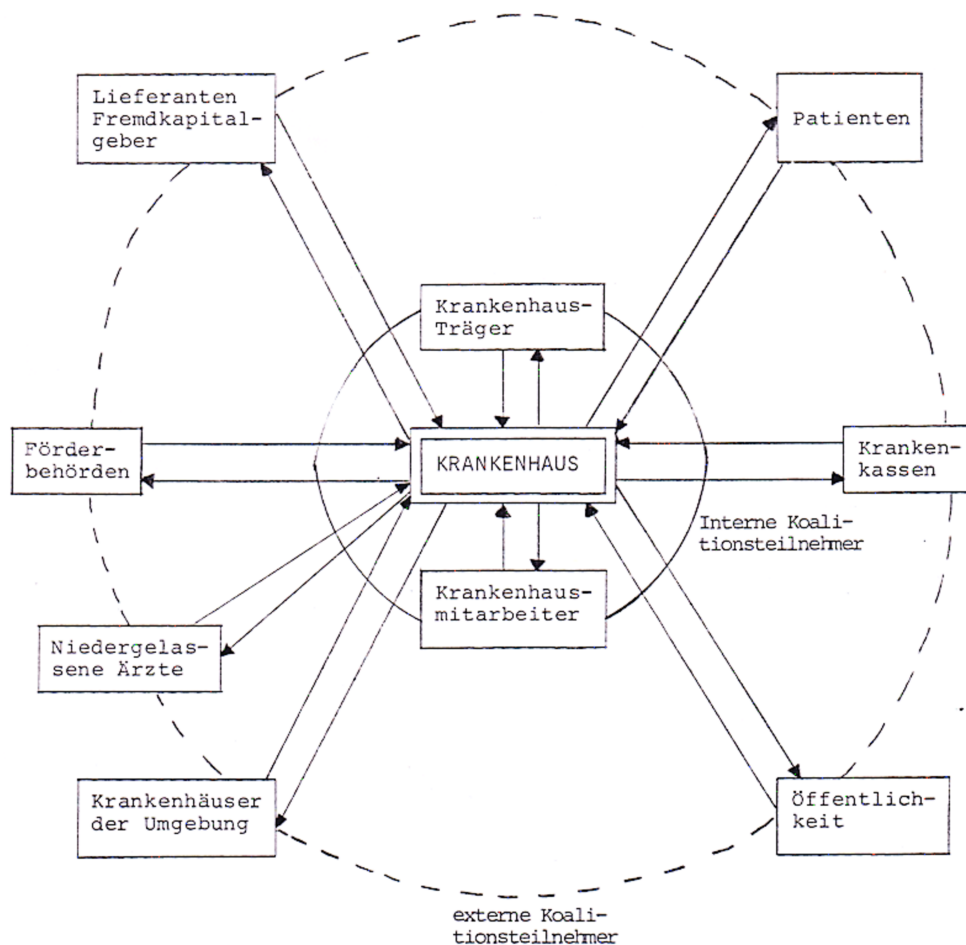 Lieferanten
Fremdkapital-
geber
Patienten
Krankenhaus-
Träger
Förder-
behörden
KRANKENHAUS
Kranken-
kassen
Interne Koali-
tionsteilnehmer
Krankenhaus-
mitarbeiter
Niedergelas-
sene Ärzte
Krankenhäuser
der Umgebung
Öffentlich-
keit
externe Koali-
tionsteilnehmer